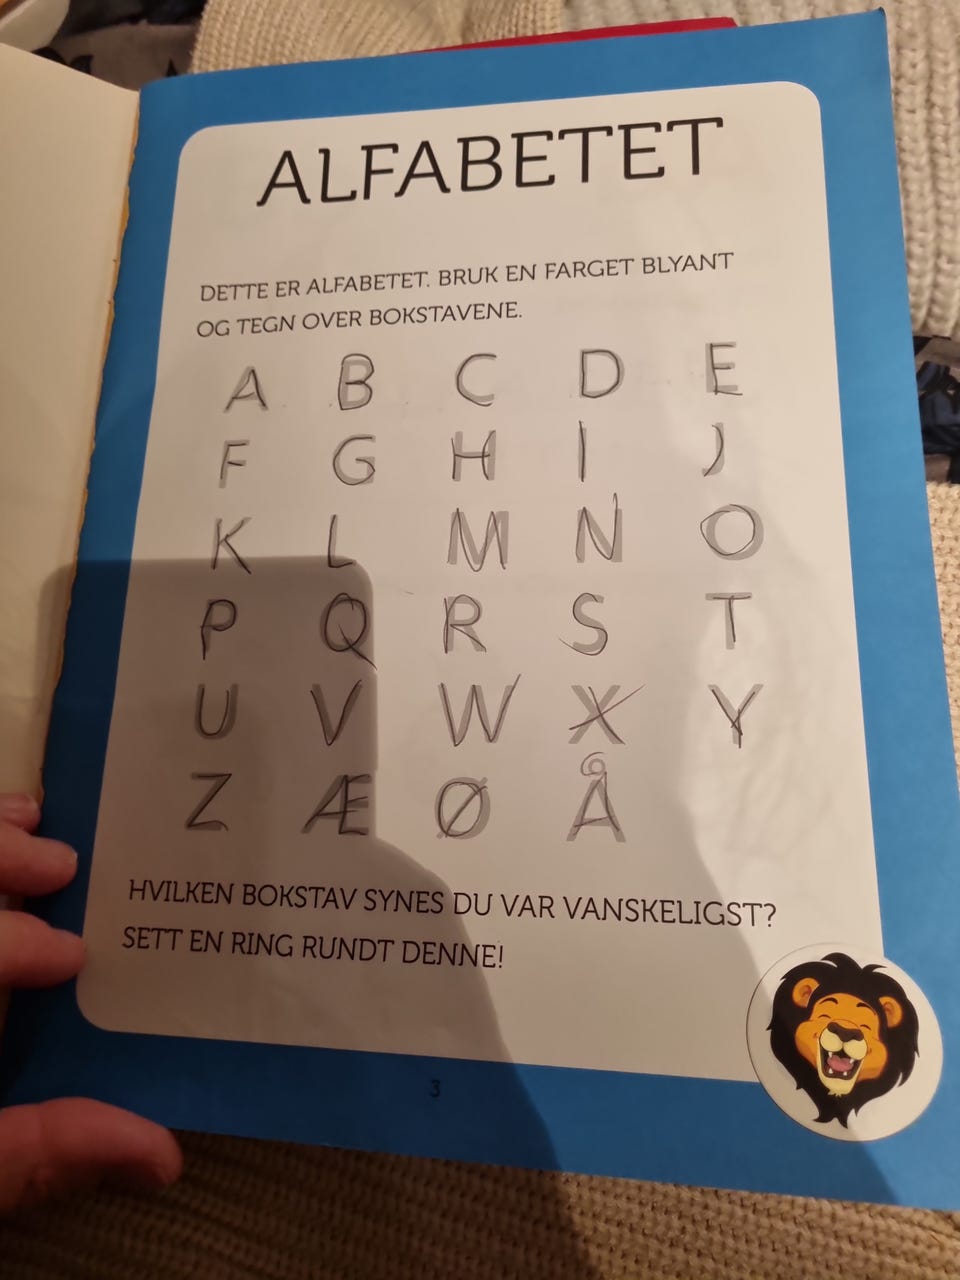 ALFABETET
DETTE ER ALFABETET. BRUK EN FARGET BLYANT
OG TEGN OVER BOKSTAVENE.
A B C D E
F G H I J
K L M N O
P Q R S T
U V W X Y
Z Æ Ø Å
HVILKEN BOKSTAV SYNES DU VAR VANSKELIGST?
SETT EN RING RUNDT DENNE!
3